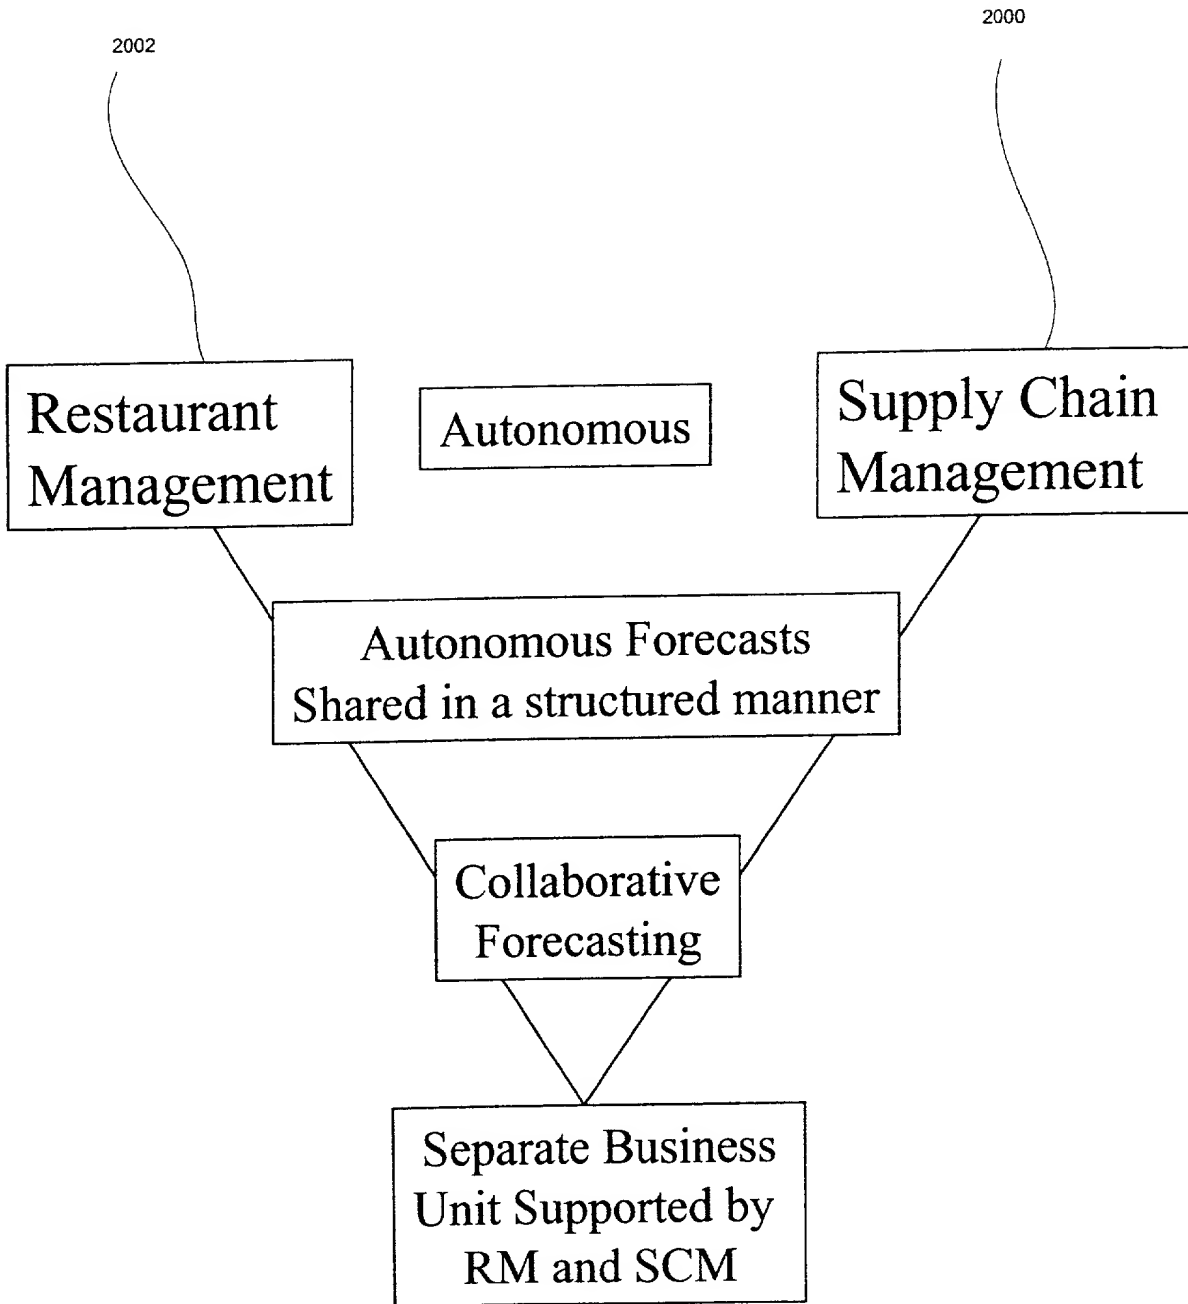 2002
2000
Restaurant
Management
Autonomous
Supply Chain
Management
Autonomous Forecasts
Shared in a structured manner
Collaborative
Forecasting
Separate Business
Unit Supported by
RM and SCM